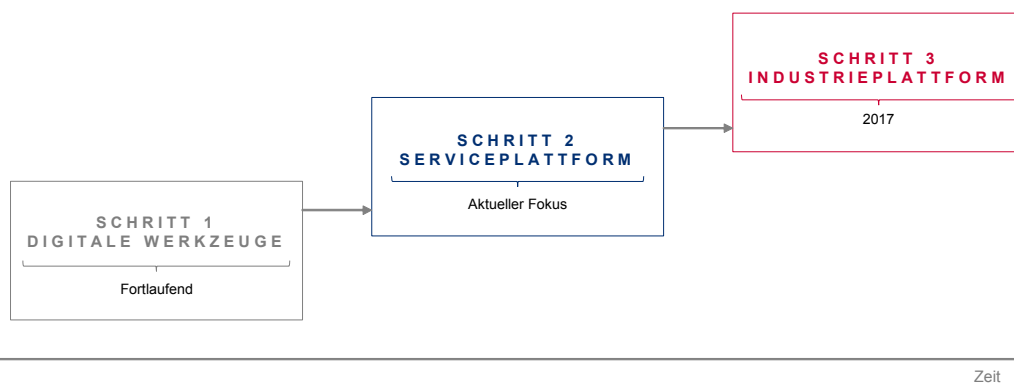 SCHRITT 1
DIGITALE WERKZEUGE
Fortlaufend
SCHRITT 2
SERVICEPLATTFORM
Aktueller Fokus
SCHRITT 3
INDUSTRIEPLATTFORM
2017
Zeit